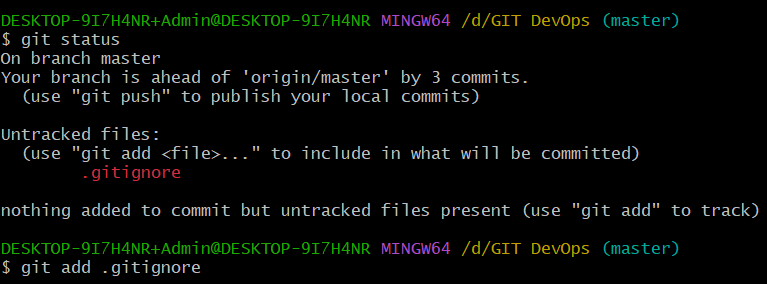 DESKTOP-9I7H4NR+Admin@DESKTOP-9I7H4NR MINGW64 /d/GIT DevOps (master)
$ git status
On branch master
Your branch is ahead of 'origin/master' by 3 commits.
  (use "git push" to publish your local commits)

Untracked files:
  (use "git add <file>..." to include in what will be committed)
        .gitignore

nothing added to commit but untracked files present (use "git add" to track)

DESKTOP-9I7H4NR+Admin@DESKTOP-9I7H4NR MINGW64 /d/GIT DevOps (master)
$ git add .gitignore